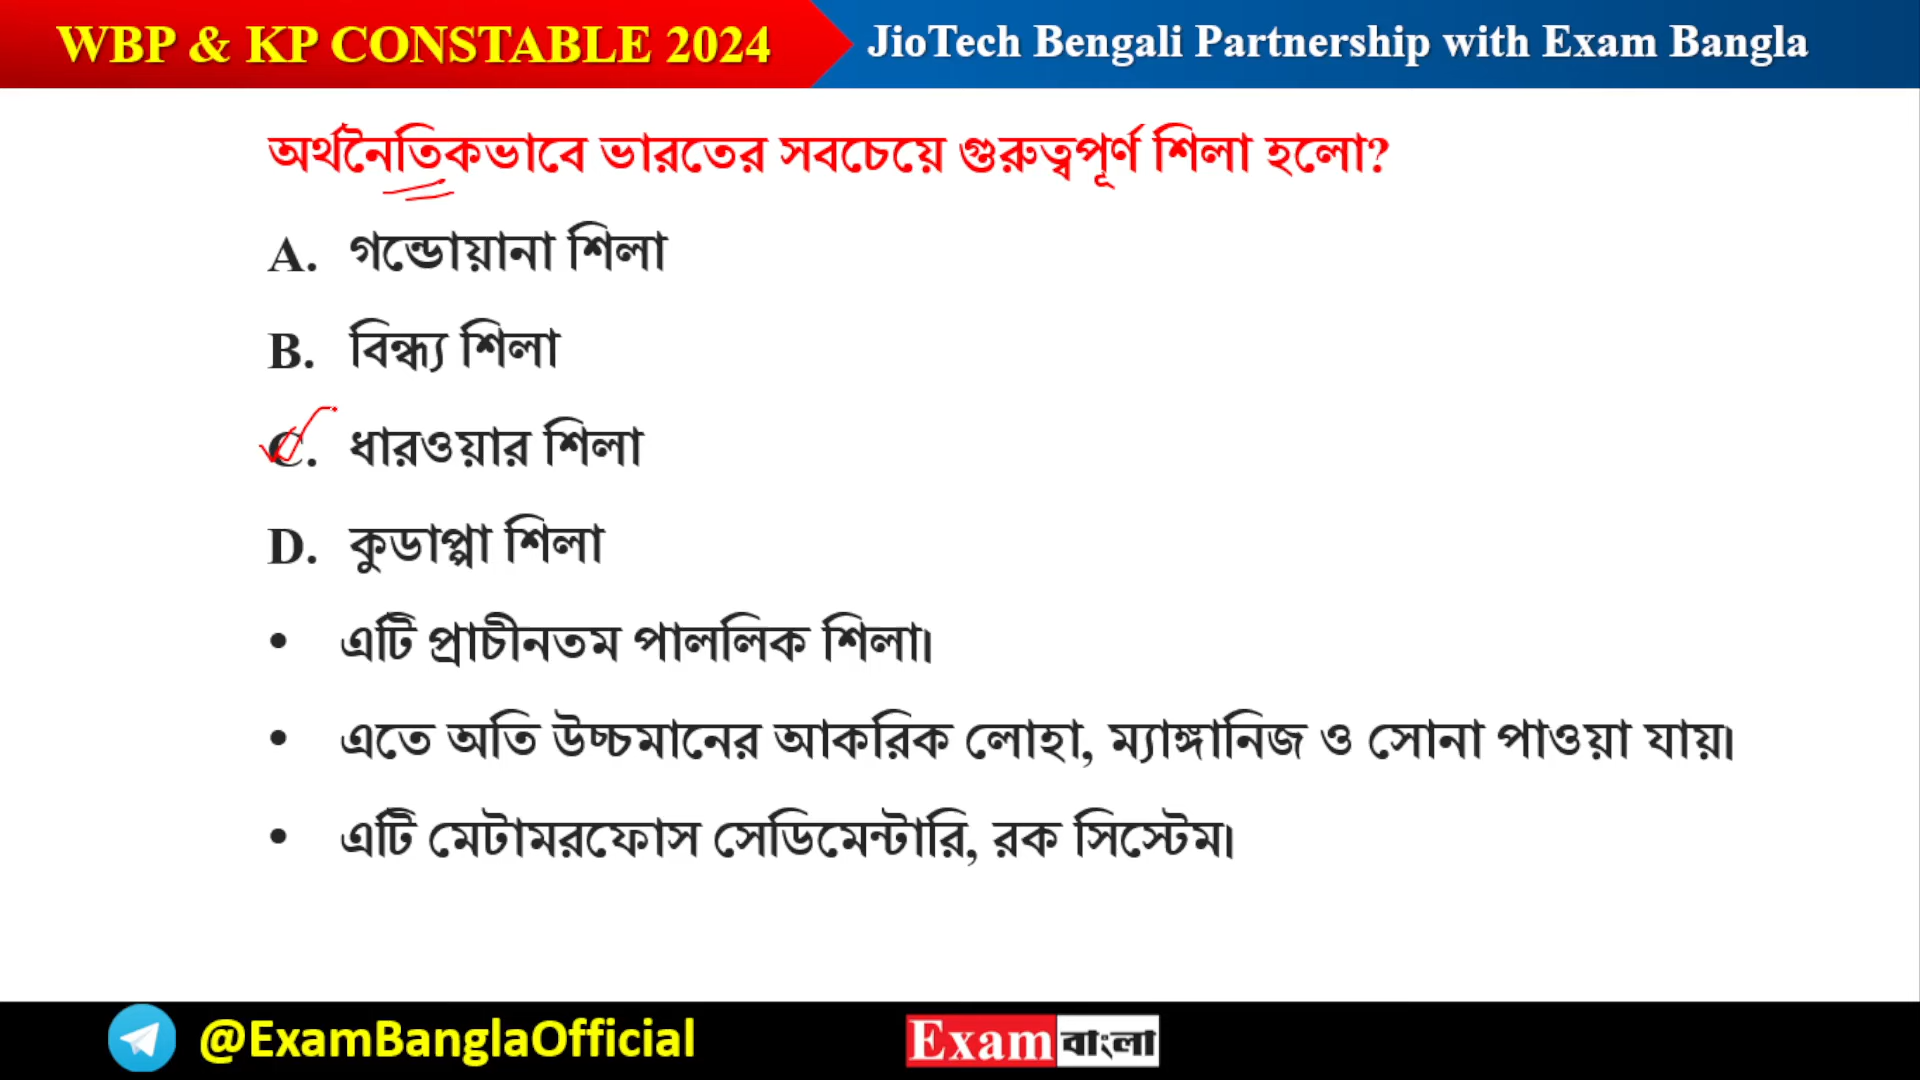 WBP & KP CONSTABLE 2024
JioTech Bengali Partnership with Exam Bangla
অর্থনৈতিকভাবে ভারতের সবচেয়ে গুরুত্বপূর্ণ শিলা হলো?
A. গন্ডোয়ানা শিলা
B. বিন্ধ্য শিলা
C. ধারওয়ার শিলা
D. কুডাপ্পা শিলা
• এটি প্রাচীনতম পাললিক শিলা।
• এতে অতি উচ্চমানের আকরিক লোহা, ম্যাঙ্গানিজ ও সোনা পাওয়া যায়।
• এটি মেটামরফোস সেডিমেন্টারি, রক সিস্টেম।
@ExamBanglaOfficial
Exam বাংলা